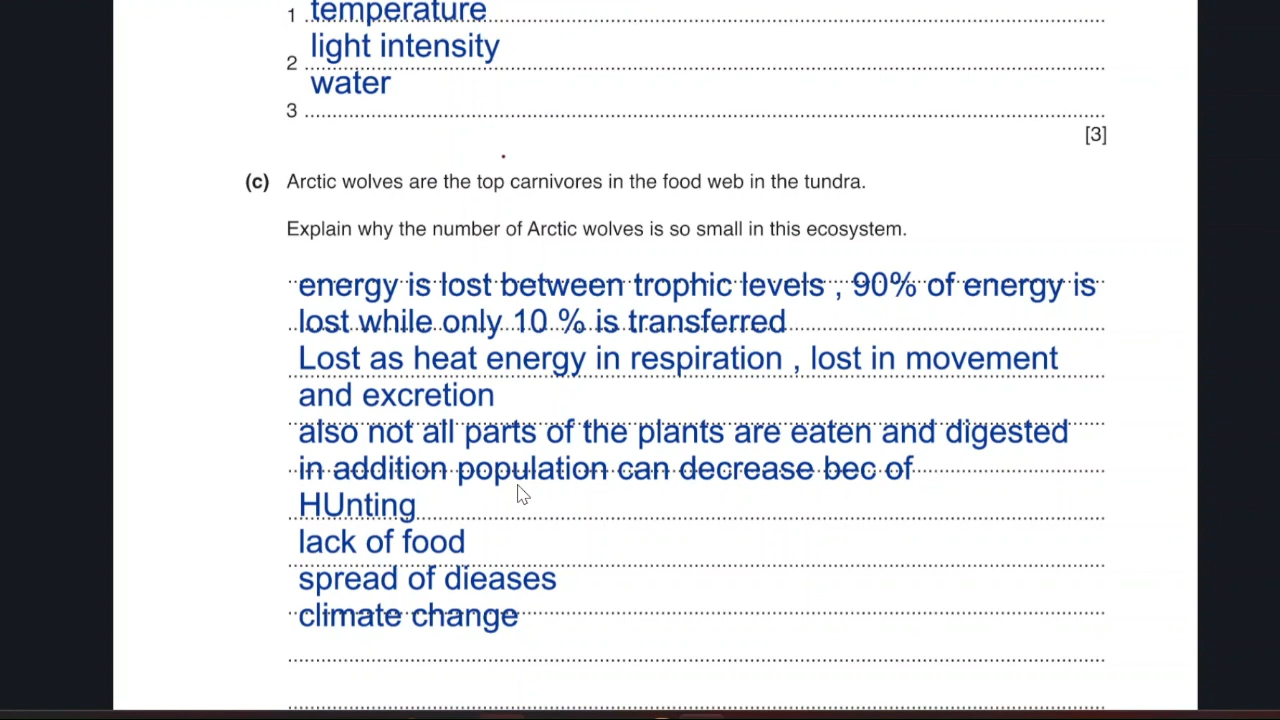 1 temperature
light intensity
2
water
3
[3]
(c) Arctic wolves are the top carnivores in the food web in the tundra.
Explain why the number of Arctic wolves is so small in this ecosystem.
energy is lost between trophic levels , 90% of energy is
lost while only 10 % is transferred
Lost as heat energy in respiration , lost in movement
and excretion
also not all parts of the plants are eaten and digested
in addition population can decrease bec of
HUnting
lack of food
spread of dieases
climate change